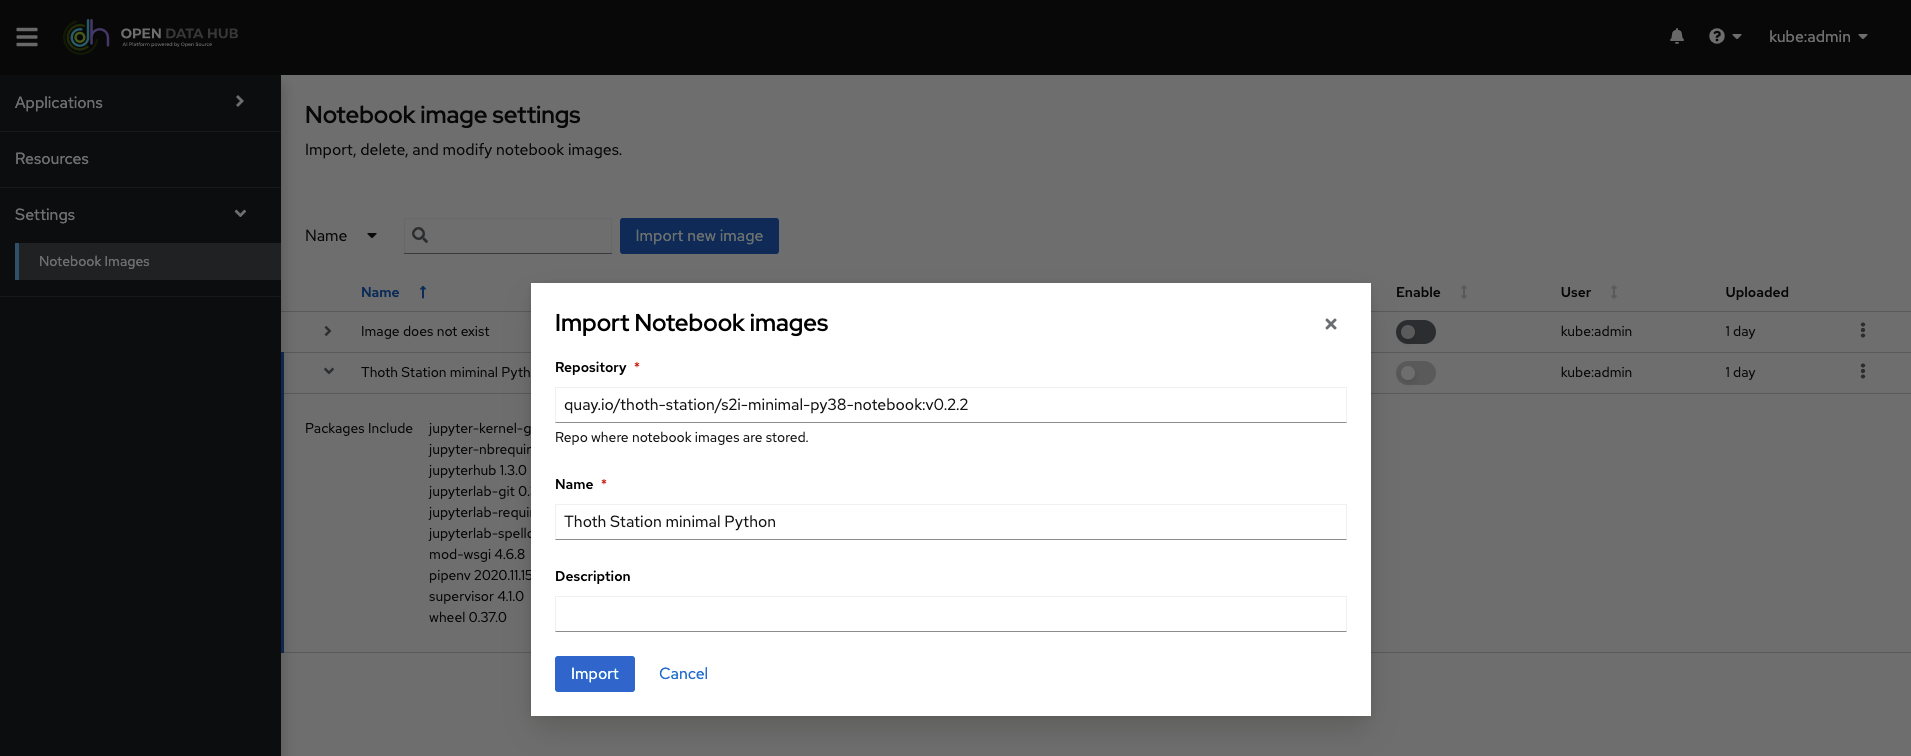 OPEN DATA HUB
AI Platform powered by Open Source
kube:admin
Applications
Resources
Settings
Notebook Images
Notebook image settings
Import, delete, and modify notebook images.
Name
Import new image
Name Enable User Uploaded
Image does not exist kube:admin 1 day
Thoth Station miminal Pyth kube:admin 1 day
Packages Include
jupyter-kernel-g
jupyter-nbrequir
jupyterhub 1.3.0
jupyterlab-git 0.
jupyterlab-requi
jupyterlab-spellc
mod-wsgi 4.6.8
pipenv 2020.11.15
supervisor 4.1.0
wheel 0.37.0
Import Notebook images
Repository *
quay.io/thoth-station/s2i-minimal-py38-notebook:v0.2.2
Repo where notebook images are stored.
Name *
Thoth Station minimal Python
Description
Import Cancel